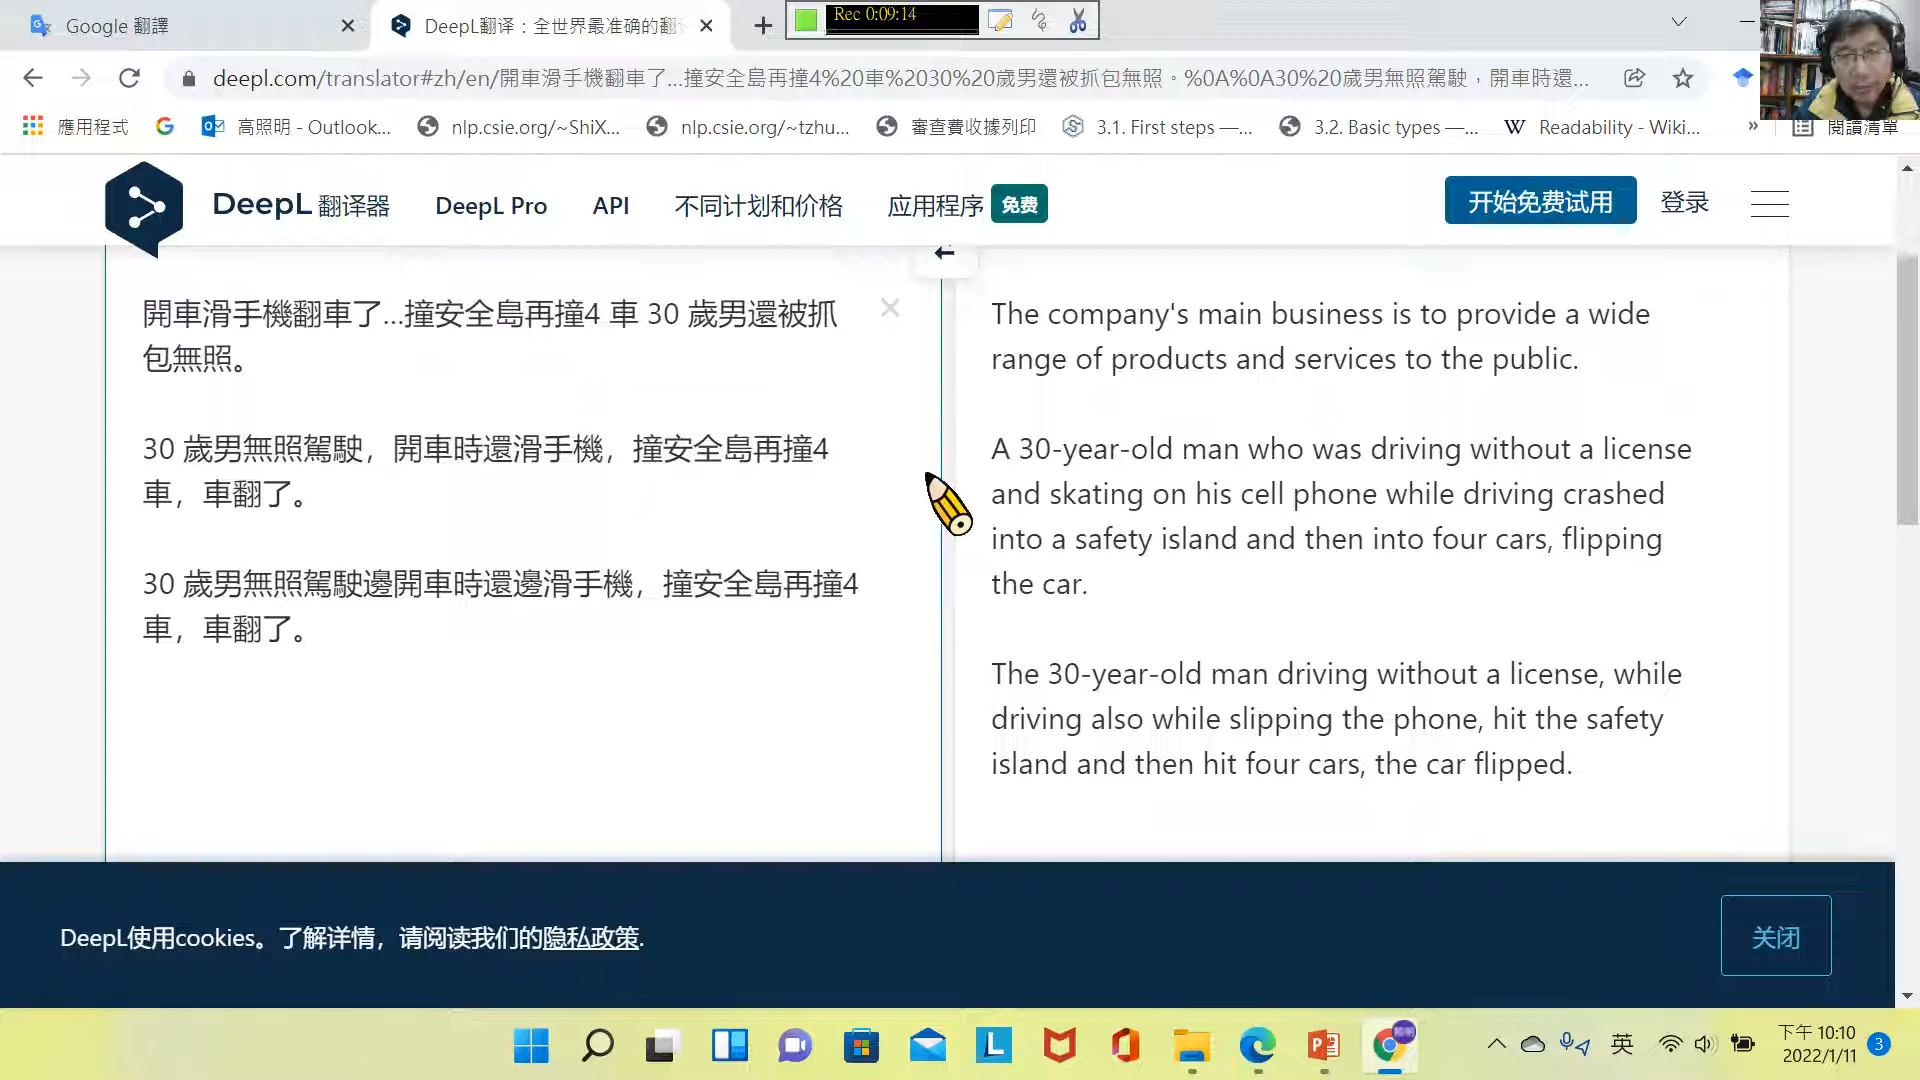 Google 翻譯
DeepL翻译：全世界最准确的翻
Rec 0:09:14
deepl.com/translator#zh/en/開車滑手機翻車了...撞安全島再撞4%20車%2030%20歲男還被抓包無照。%0A%0A30%20歲男無照駕駛，開車時還...
應用程式
高照明 - Outlook...
nlp.csie.org/~ShiX...
nlp.csie.org/~tzhu...
審查費收據列印
3.1. First steps —...
3.2. Basic types —...
W Readability - Wiki...
»
閱讀清單
DeepL 翻译器
DeepL Pro
API
不同计划和价格
应用程序 免费
开始免费试用
登录
開車滑手機翻車了...撞安全島再撞4 車 30 歲男還被抓
包無照。
30 歲男無照駕駛，開車時還滑手機，撞安全島再撞4
車，車翻了。
30 歲男無照駕駛邊開車時還邊滑手機，撞安全島再撞4
車，車翻了。
The company's main business is to provide a wide
range of products and services to the public.
A 30-year-old man who was driving without a license
and skating on his cell phone while driving crashed
into a safety island and then into four cars, flipping
the car.
The 30-year-old man driving without a license, while
driving also while slipping the phone, hit the safety
island and then hit four cars, the car flipped.
DeepL使用cookies。了解详情，请阅读我们的隐私政策.
关闭
英
下午 10:10
2022/1/11
3